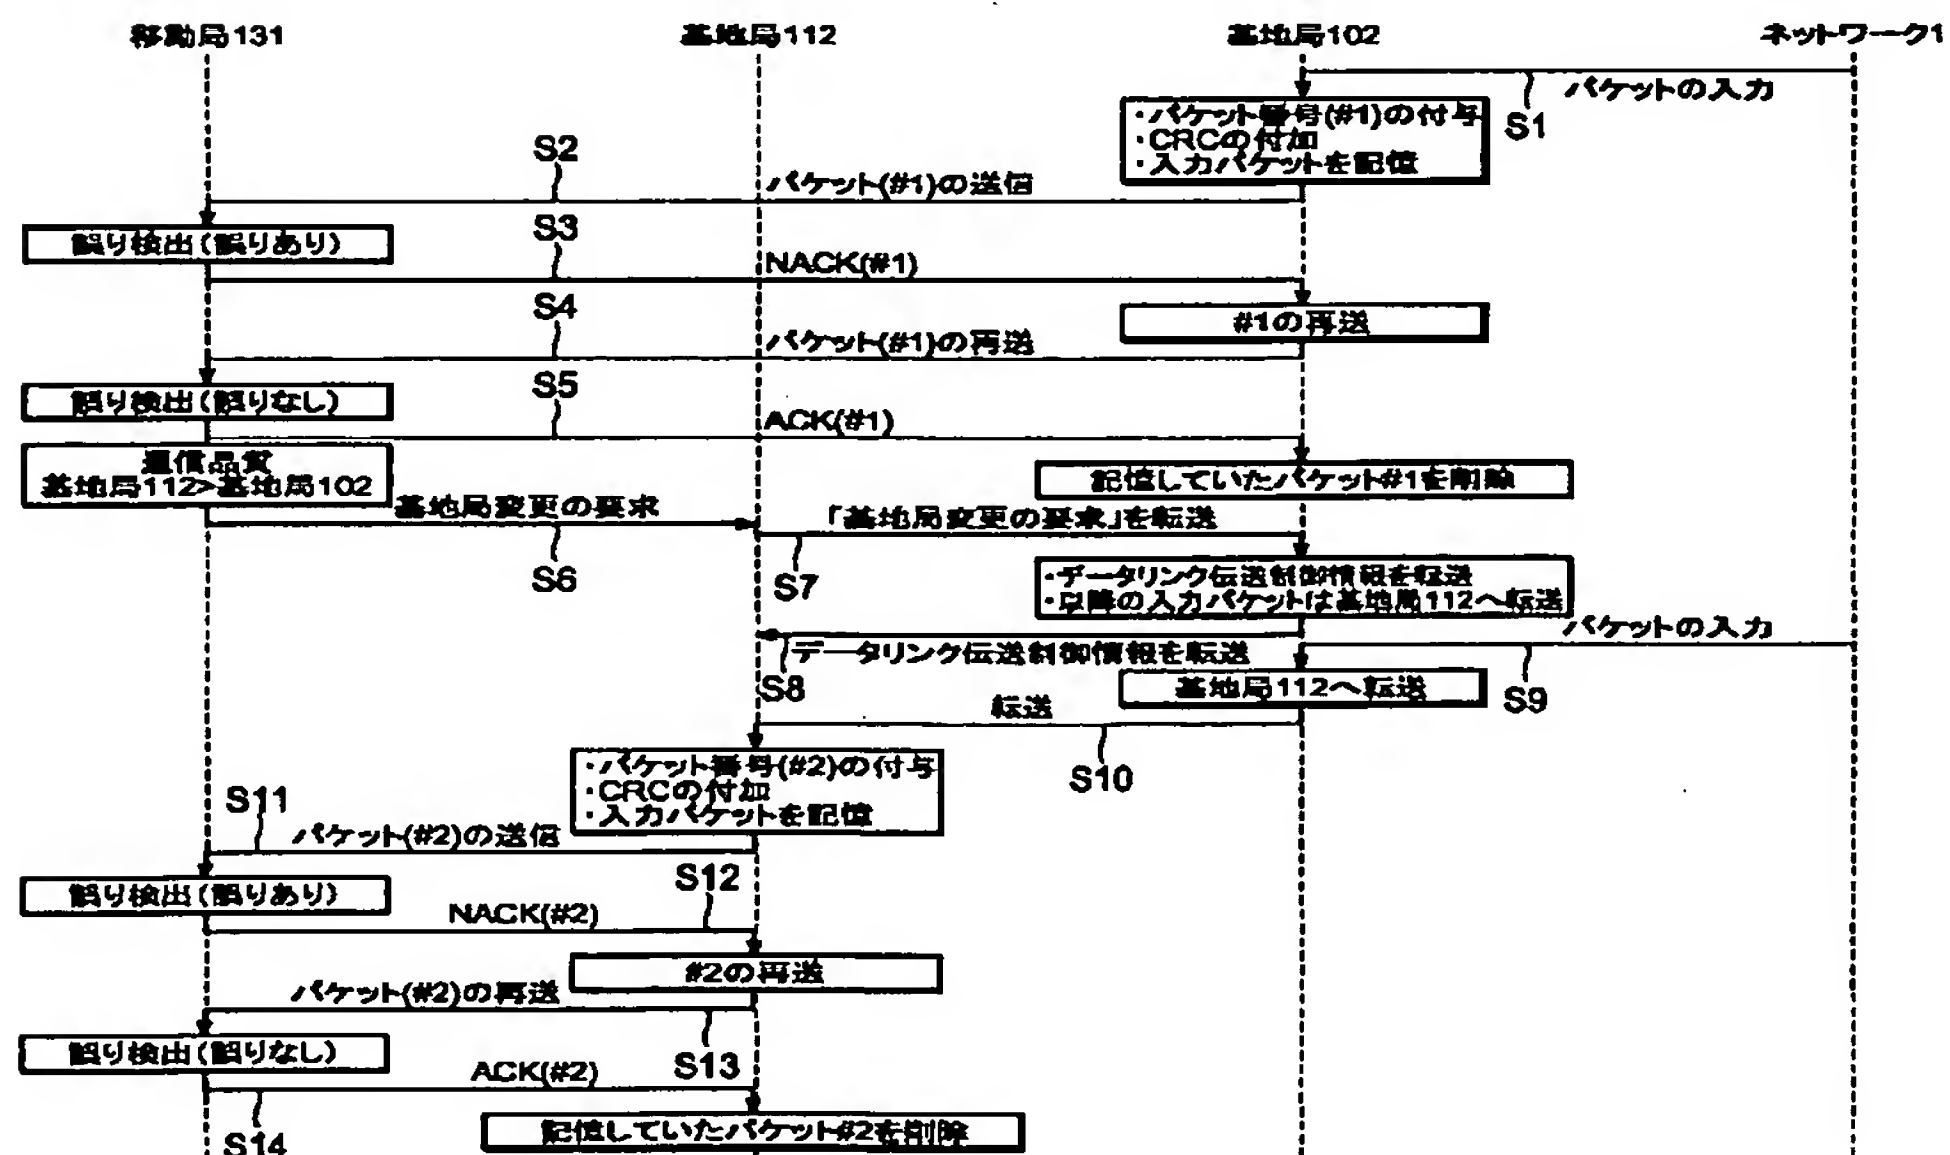 移動局131
基地局112
基地局102
ネットワーク1
パケットの入力
S1
・パケット番号(#1)の付与
・CRCの付加
・入力パケットを記憶
S2
パケット(#1)の送信
誤り検出(誤りあり)
S3
NACK(#1)
#1の再送
S4
パケット(#1)の再送
誤り検出(誤りなし)
S5
ACK(#1)
通信品質
基地局112>基地局102
記憶していたパケット#1を削除
基地局変更の要求
S6
「基地局変更の要求」を転送
S7
・データリンク伝送制御情報を転送
・以降の入力パケットは基地局112へ転送
データリンク伝送制御情報を転送
S8
パケットの入力
S9
基地局112へ転送
転送
S10
・パケット番号(#2)の付与
・CRCの付加
・入力パケットを記憶
S11
パケット(#2)の送信
誤り検出(誤りあり)
S12
NACK(#2)
#2の再送
パケット(#2)の再送
S13
誤り検出(誤りなし)
ACK(#2)
S14
記憶していたパケット#2を削除